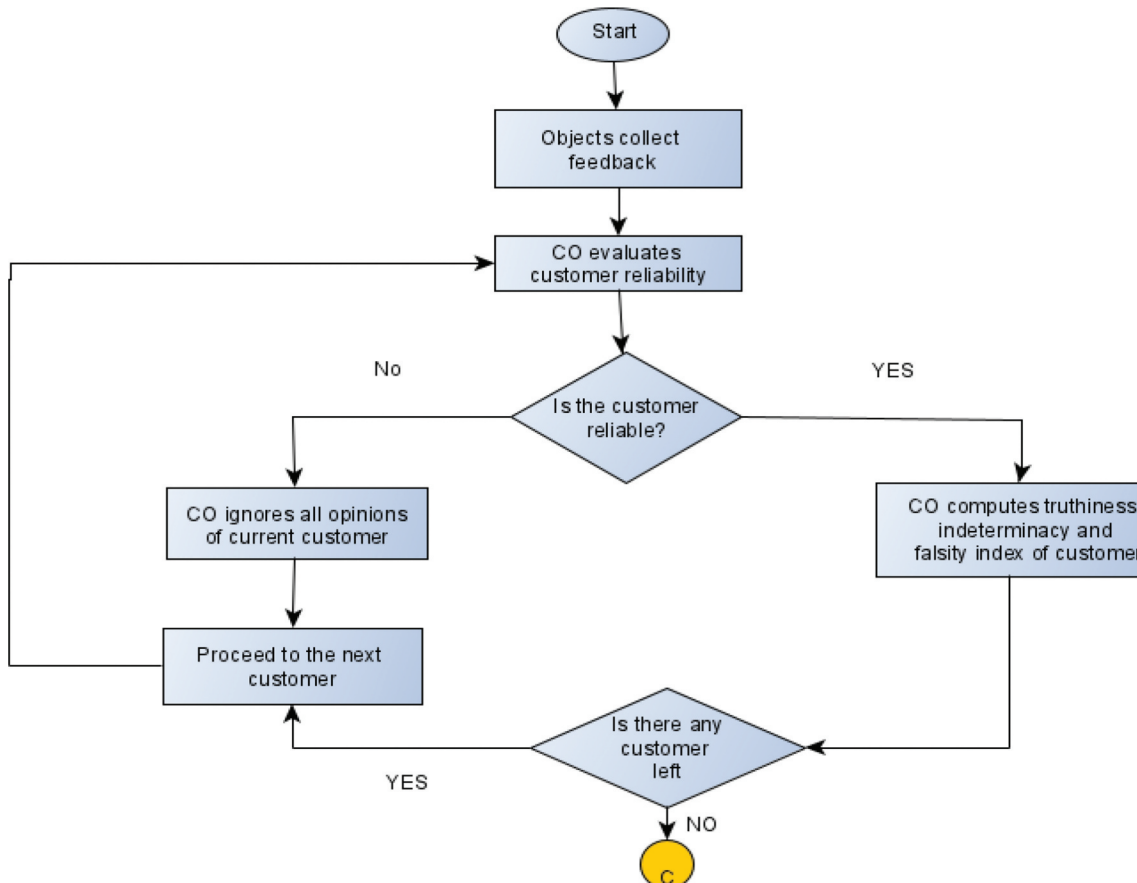 Start
Objects collect
feedback
CO evaluates
customer reliability
No
YES
Is the customer
reliable?
CO ignores all opinions
of current customer
CO computes truthiness
indeterminacy and
falsity index of customer
Proceed to the next
customer
Is there any
customer
left
YES
NO
C